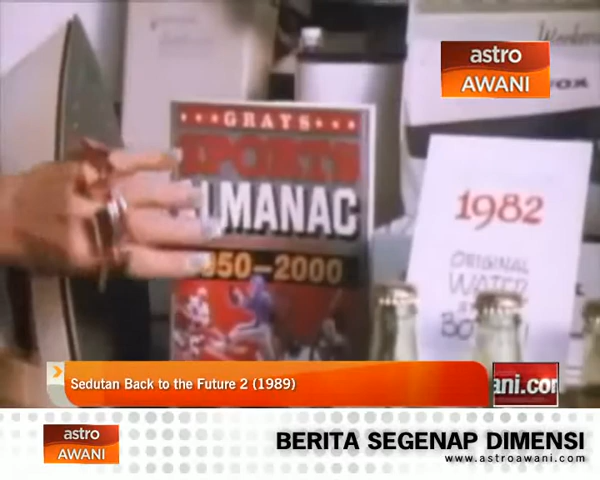 astro
AWANI
GRAYS
SPORTS
ALMANAC
1950-2000
1982
ORIGINAL
WATER
Sedutan Back to the Future 2 (1989)
ani.com
astro
AWANI
BERITA SEGENAP DIMENSI
www.astroawani.com